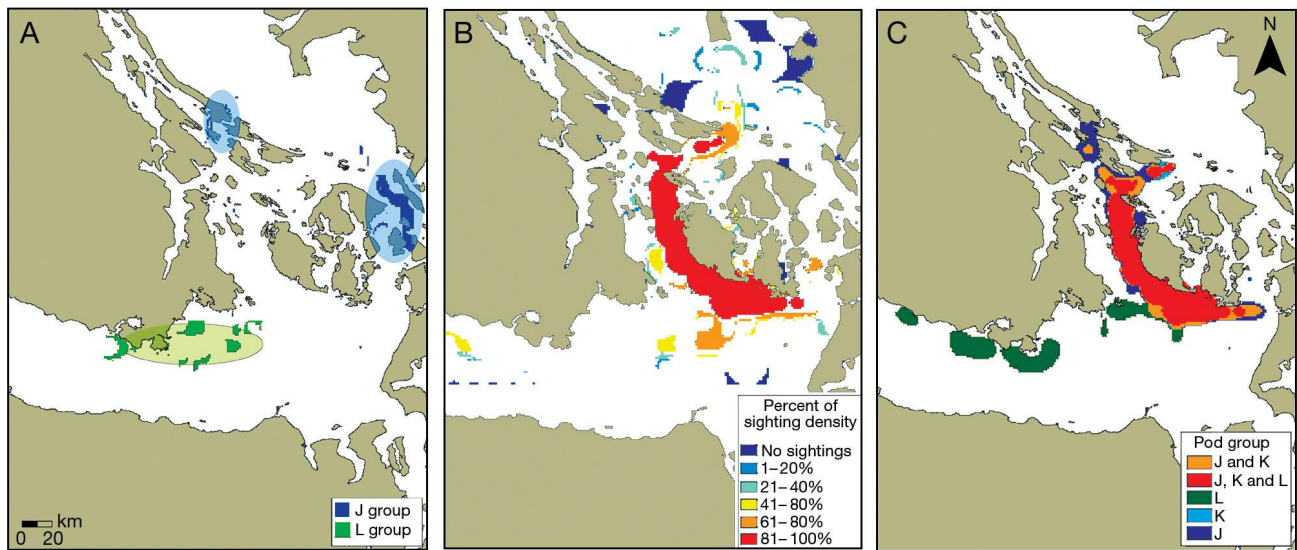 A
km
0 20
J group
L group
B
Percent of
sighting density
No sightings
1–20%
21–40%
41–80%
61–80%
81–100%
C
N
Pod group
J and K
J, K and L
L
K
J